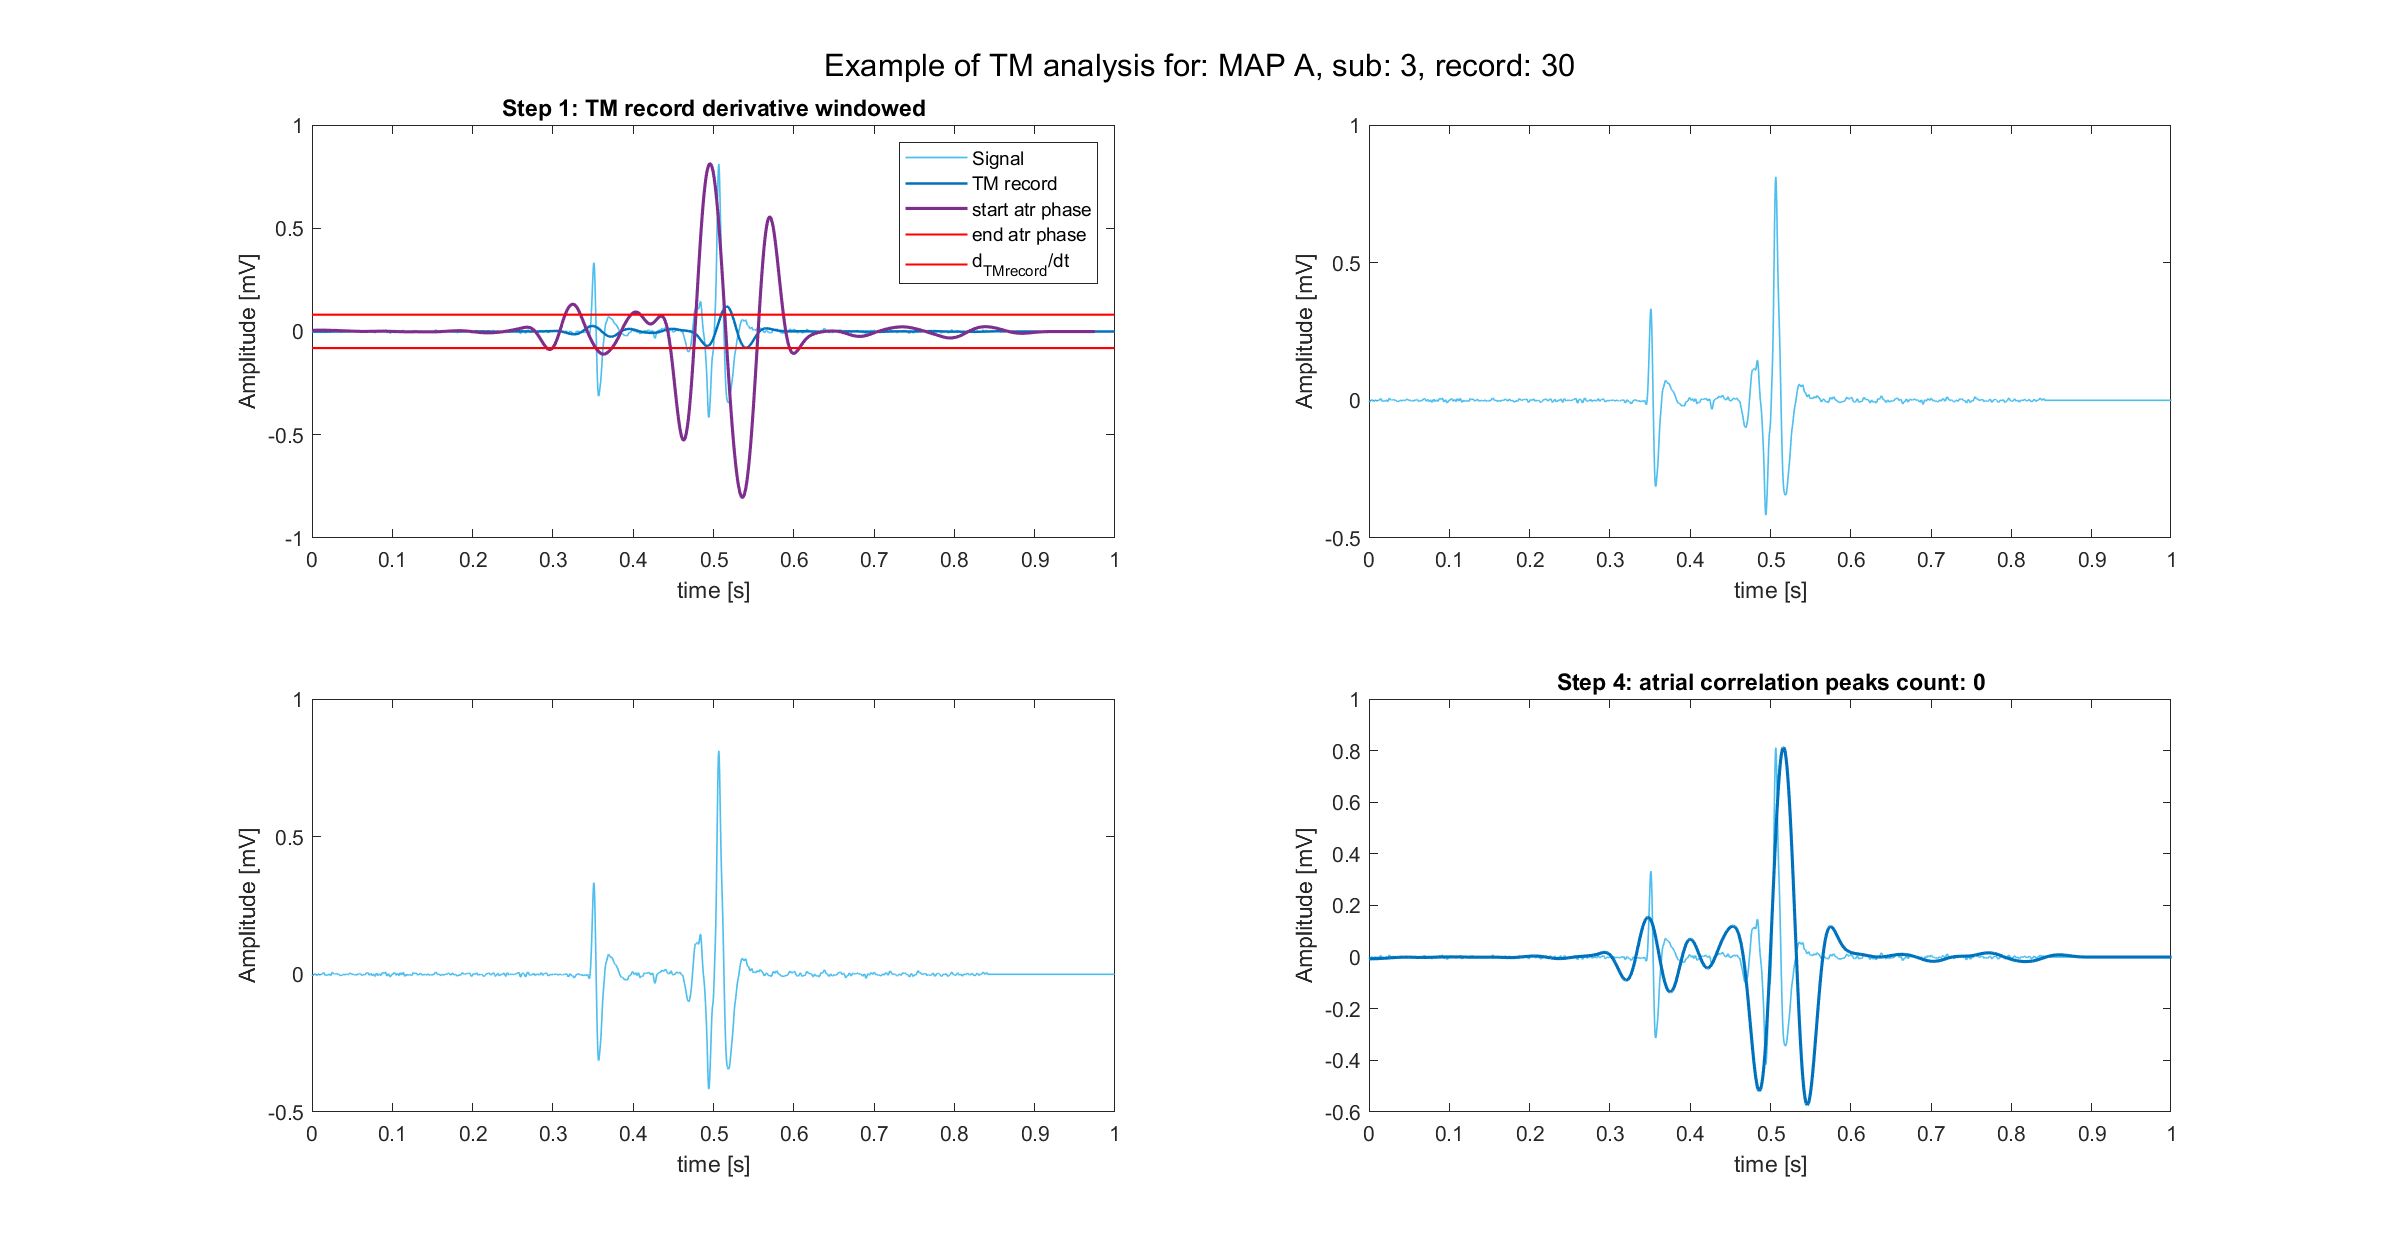 Example of TM analysis for: MAP A, sub: 3, record: 30
Step 1: TM record derivative windowed
1
0.5
0
-0.5
-1
Amplitude [mV]
Signal
TM record
start atr phase
end atr phase
dTMrecord/dt
0 0.1 0.2 0.3 0.4 0.5 0.6 0.7 0.8 0.9 1
time [s]
1
0.5
0
-0.5
Amplitude [mV]
0 0.1 0.2 0.3 0.4 0.5 0.6 0.7 0.8 0.9 1
time [s]
1
0.5
0
-0.5
Amplitude [mV]
0 0.1 0.2 0.3 0.4 0.5 0.6 0.7 0.8 0.9 1
time [s]
Step 4: atrial correlation peaks count: 0
1
0.8
0.6
0.4
0.2
0
-0.2
-0.4
-0.6
Amplitude [mV]
0 0.1 0.2 0.3 0.4 0.5 0.6 0.7 0.8 0.9 1
time [s]